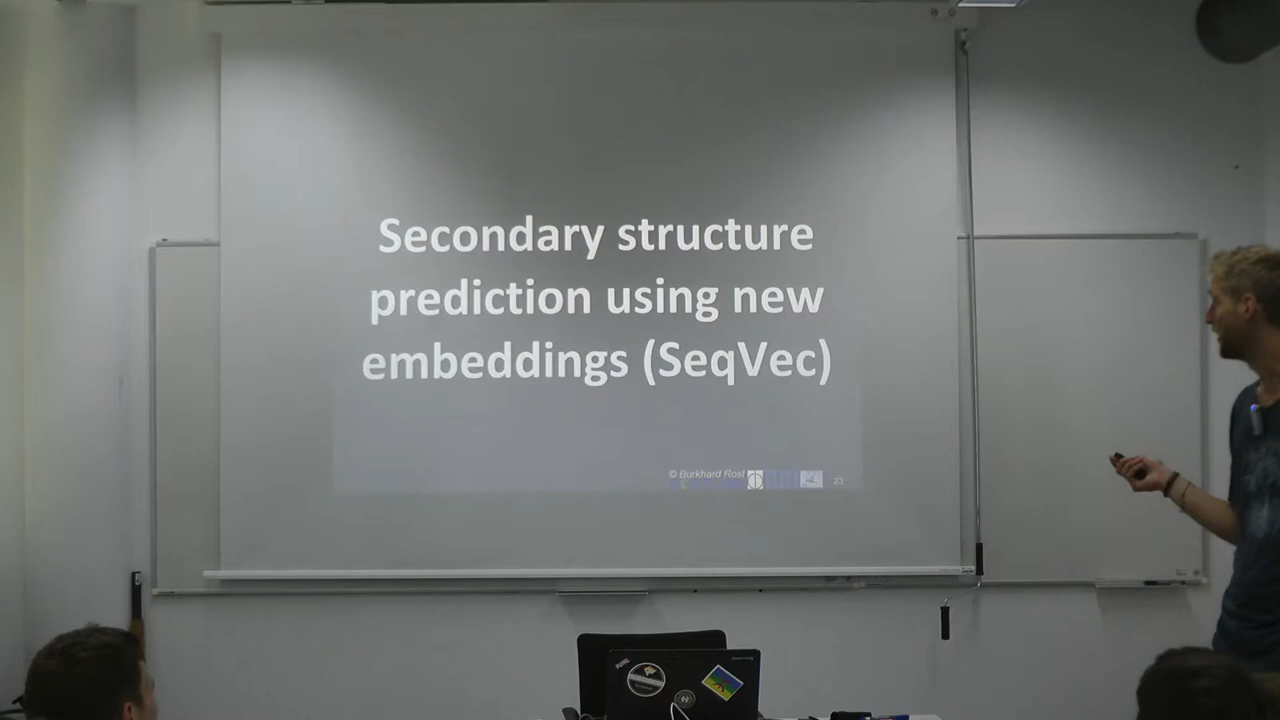 Secondary structure
prediction using new
embeddings (SeqVec)
© Burkhard Rost
23